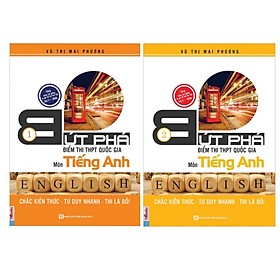 VŨ THỊ MAI PHƯƠNG
1
BỨT PHÁ
ĐIỂM THI THPT QUỐC GIA
Môn Tiếng Anh
ENGLISH
CHẮC KIẾN THỨC - TƯ DUY NHANH - THI LÀ ĐỖ!
VŨ THỊ MAI PHƯƠNG
2
BỨT PHÁ
ĐIỂM THI THPT QUỐC GIA
Môn Tiếng Anh
ENGLISH
CHẮC KIẾN THỨC - TƯ DUY NHANH - THI LÀ ĐỖ!